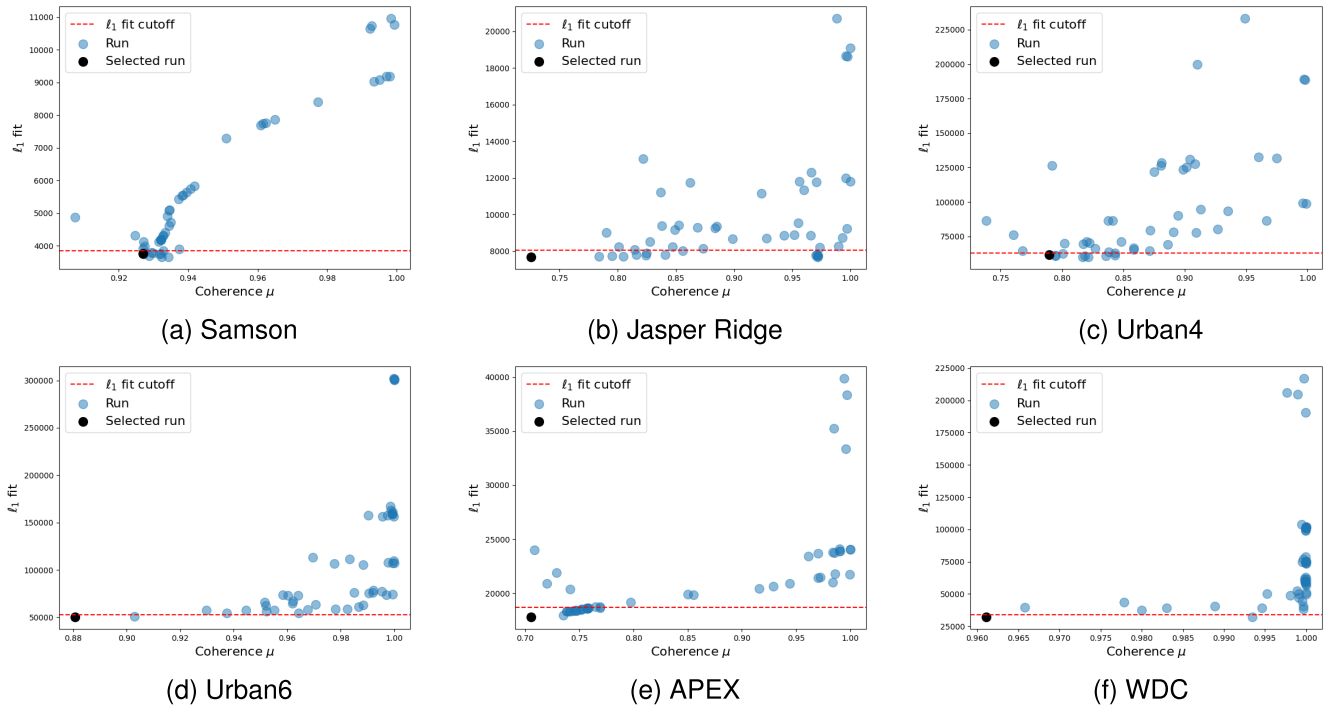 11000
10000
9000
8000
7000
6000
5000
4000
ℓ₁ fit
ℓ₁ fit cutoff
Run
Selected run
0.92 0.94 0.96 0.98 1.00
Coherence μ
(a) Samson
20000
18000
16000
14000
12000
10000
8000
ℓ₁ fit
ℓ₁ fit cutoff
Run
Selected run
0.75 0.80 0.85 0.90 0.95 1.00
Coherence μ
(b) Jasper Ridge
225000
200000
175000
150000
125000
100000
75000
50000
ℓ₁ fit
ℓ₁ fit cutoff
Run
Selected run
0.75 0.80 0.85 0.90 0.95 1.00
Coherence μ
(c) Urban4
300000
250000
200000
150000
100000
50000
ℓ₁ fit
ℓ₁ fit cutoff
Run
Selected run
0.88 0.90 0.92 0.94 0.96 0.98 1.00
Coherence μ
(d) Urban6
40000
35000
30000
25000
20000
ℓ₁ fit
ℓ₁ fit cutoff
Run
Selected run
0.70 0.75 0.80 0.85 0.90 0.95 1.00
Coherence μ
(e) APEX
225000
200000
175000
150000
125000
100000
75000
50000
25000
ℓ₁ fit
ℓ₁ fit cutoff
Run
Selected run
0.960 0.965 0.970 0.975 0.980 0.985 0.990 0.995 1.000
Coherence μ
(f) WDC